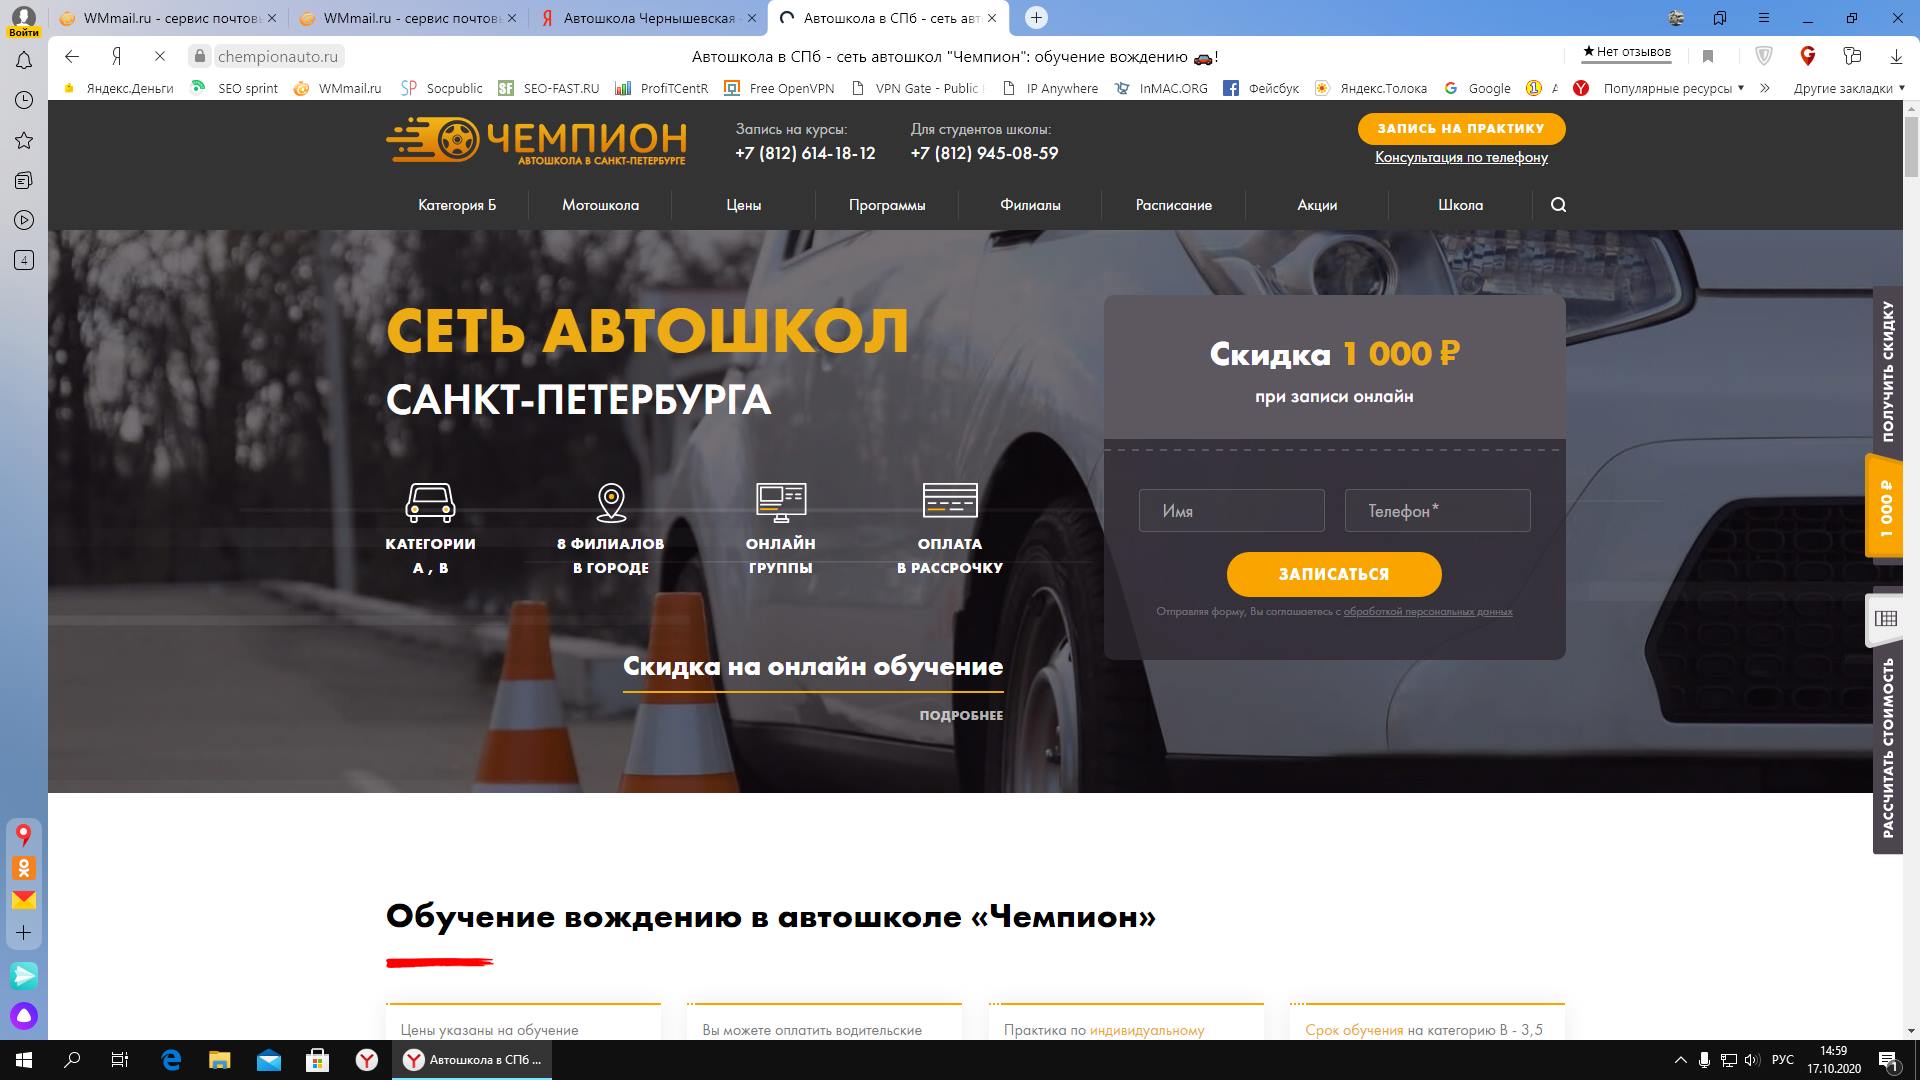 WMmail.ru - сервис почтовь
WMmail.ru - сервис почтовь
Автошкола Чернышевская
Автошкола в СПб - сеть авт
Войти
chempionauto.ru
Автошкола в СПб - сеть автошкол "Чемпион": обучение вождению 🚗!
★Нет отзывов
Яндекс.Деньги
SEO sprint
WMmail.ru
Socpublic
SEO-FAST.RU
ProfiTCentR
Free OpenVPN
VPN Gate - Public
IP Anywhere
InMAC.ORG
Фейсбук
Яндекс.Толока
Google
Популярные ресурсы
Другие закладки
4
ЧЕМПИОН
АВТОШКОЛА В САНКТ-ПЕТЕРБУРГЕ
Запись на курсы:
+7 (812) 614-18-12
Для студентов школы:
+7 (812) 945-08-59
ЗАПИСЬ НА ПРАКТИКУ
Консультация по телефону
Категория Б
Мотошкола
Цены
Программы
Филиалы
Расписание
Акции
Школа
СЕТЬ АВТОШКОЛ
САНКТ-ПЕТЕРБУРГА
КАТЕГОРИИ
А , В
8 ФИЛИАЛОВ
В ГОРОДЕ
ОНЛАЙН
ГРУППЫ
ОПЛАТА
В РАССРОЧКУ
Скидка на онлайн обучение
ПОДРОБНЕЕ
Скидка 1 000 ₽
при записи онлайн
Имя
Телефон*
ЗАПИСАТЬСЯ
Отправляя форму, Вы соглашаетесь с обработкой персональных данных
ПОЛУЧИТЬ СКИДКУ
1 000 ₽
РАССЧИТАТЬ СТОИМОСТЬ
Обучение вождению в автошколе «Чемпион»
Цены указаны на обучение
Вы можете оплатить водительские
Практика по индивидуальному
Срок обучения на категорию В - 3,5
Автошкола в СПб ...
РУС
14:59
17.10.2020
1